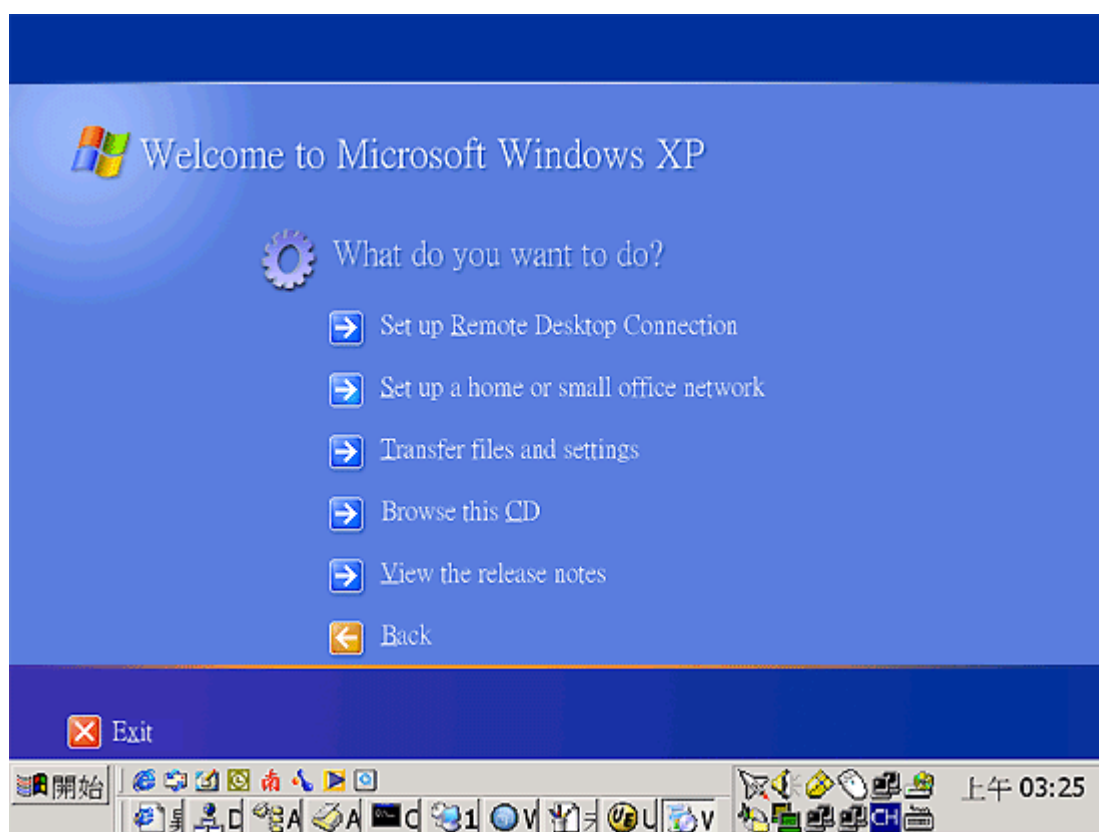 Welcome to Microsoft Windows XP
What do you want to do?
Set up Remote Desktop Connection
Set up a home or small office network
Transfer files and settings
Browse this CD
View the release notes
Back
Exit
開始
南
上午 03:25
D A A C 1 V U V
CH